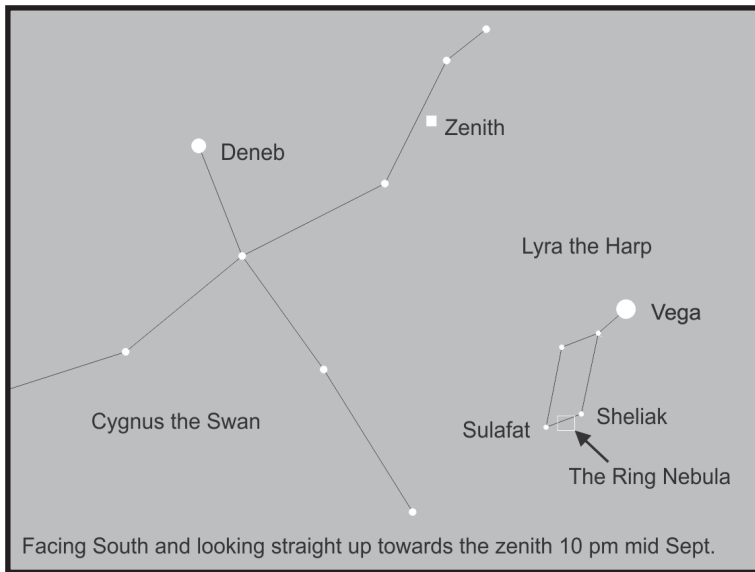 Zenith
Deneb
Lyra the Harp
Vega
Cygnus the Swan
Sulafat
Sheliak
The Ring Nebula
Facing South and looking straight up towards the zenith 10 pm mid Sept.